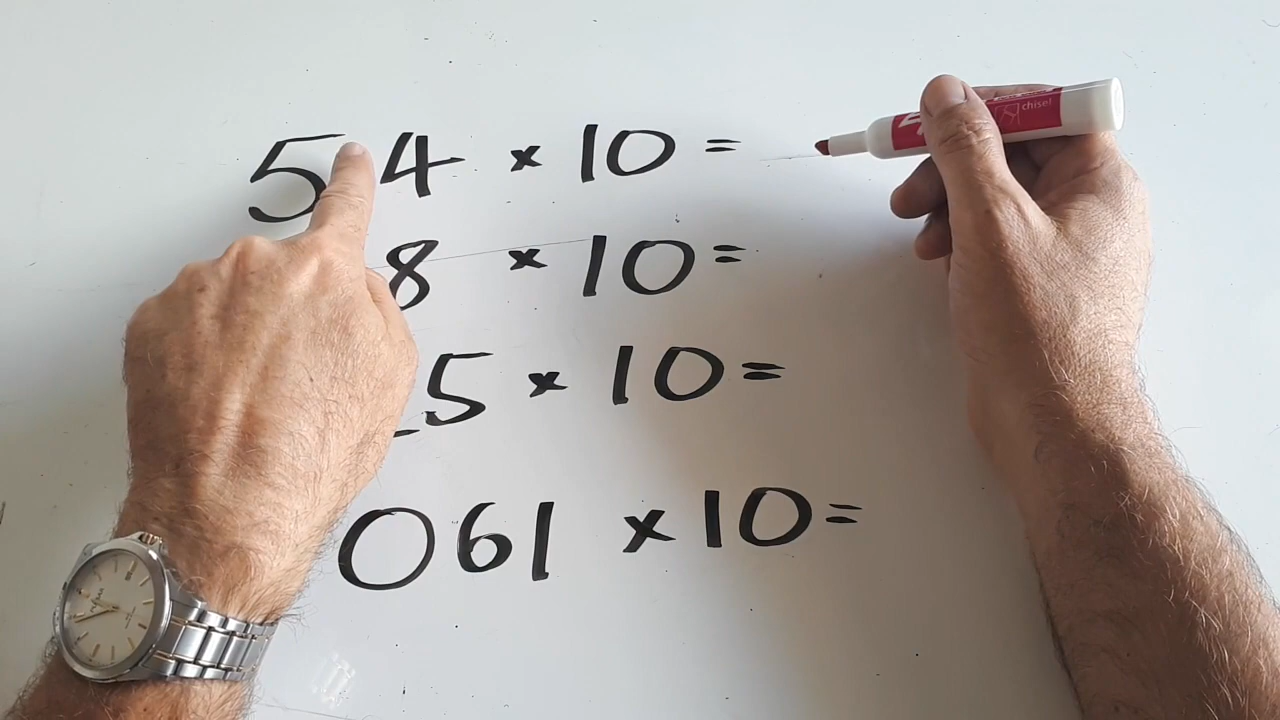 54 × 10 =
8 × 10 =
5 × 10 =
061 × 10 =
chisel